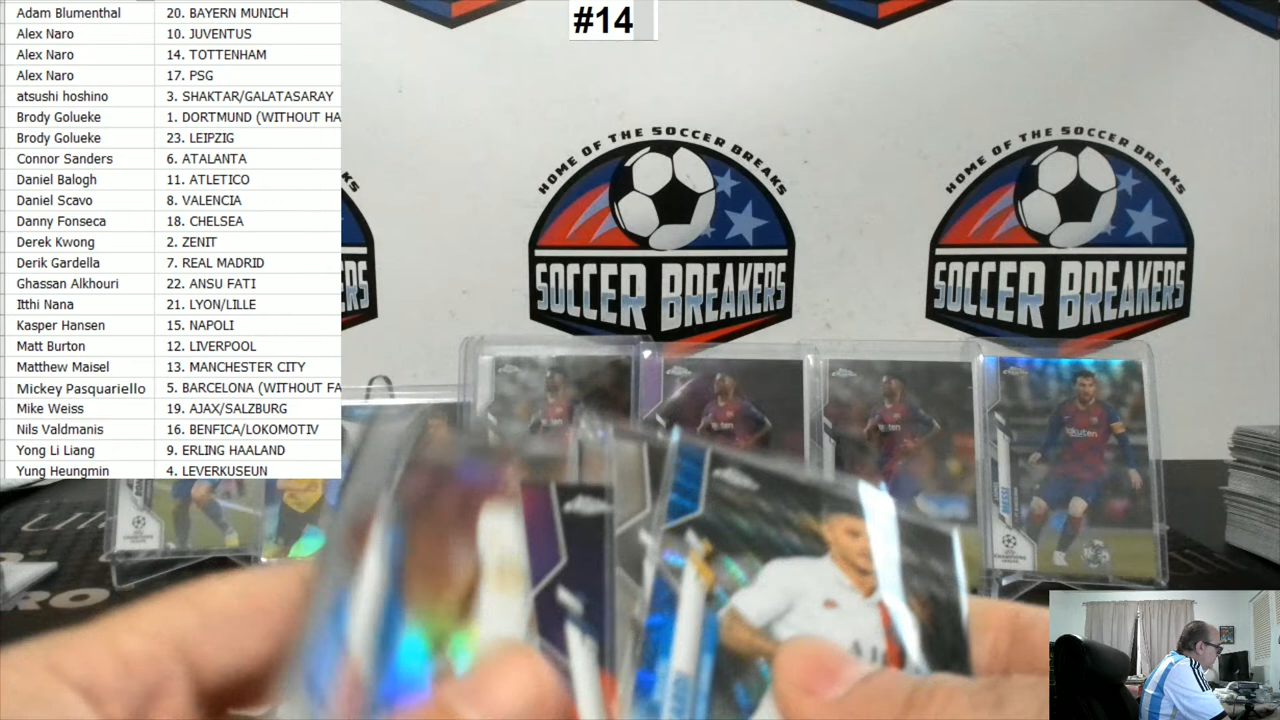 #14
Adam Blumenthal 20. BAYERN MUNICH
Alex Naro 10. JUVENTUS
Alex Naro 14. TOTTENHAM
Alex Naro 17. PSG
atsushi hoshino 3. SHAKTAR/GALATASARAY
Brody Golueke 1. DORTMUND (WITHOUT HA
Brody Golueke 23. LEIPZIG
Connor Sanders 6. ATALANTA
Daniel Balogh 11. ATLETICO
Daniel Scavo 8. VALENCIA
Danny Fonseca 18. CHELSEA
Derek Kwong 2. ZENIT
Derik Gardella 7. REAL MADRID
Ghassan Alkhouri 22. ANSU FATI
Itthi Nana 21. LYON/LILLE
Kasper Hansen 15. NAPOLI
Matt Burton 12. LIVERPOOL
Matthew Maisel 13. MANCHESTER CITY
Mickey Pasquariello 5. BARCELONA (WITHOUT FA
Mike Weiss 19. AJAX/SALZBURG
Nils Valdmanis 16. BENFICA/LOKOMOTIV
Yong Li Liang 9. ERLING HAALAND
Yung Heungmin 4. LEVERKUSEUN
KS
ERS
HOME OF THE SOCCER BREAKS
SOCCER BREAKERS
HOME OF THE SOCCER BREAKS
SOCCER BREAKERS
Rakuten
MESSI
CHAMPIONS
LEAGUE
RO